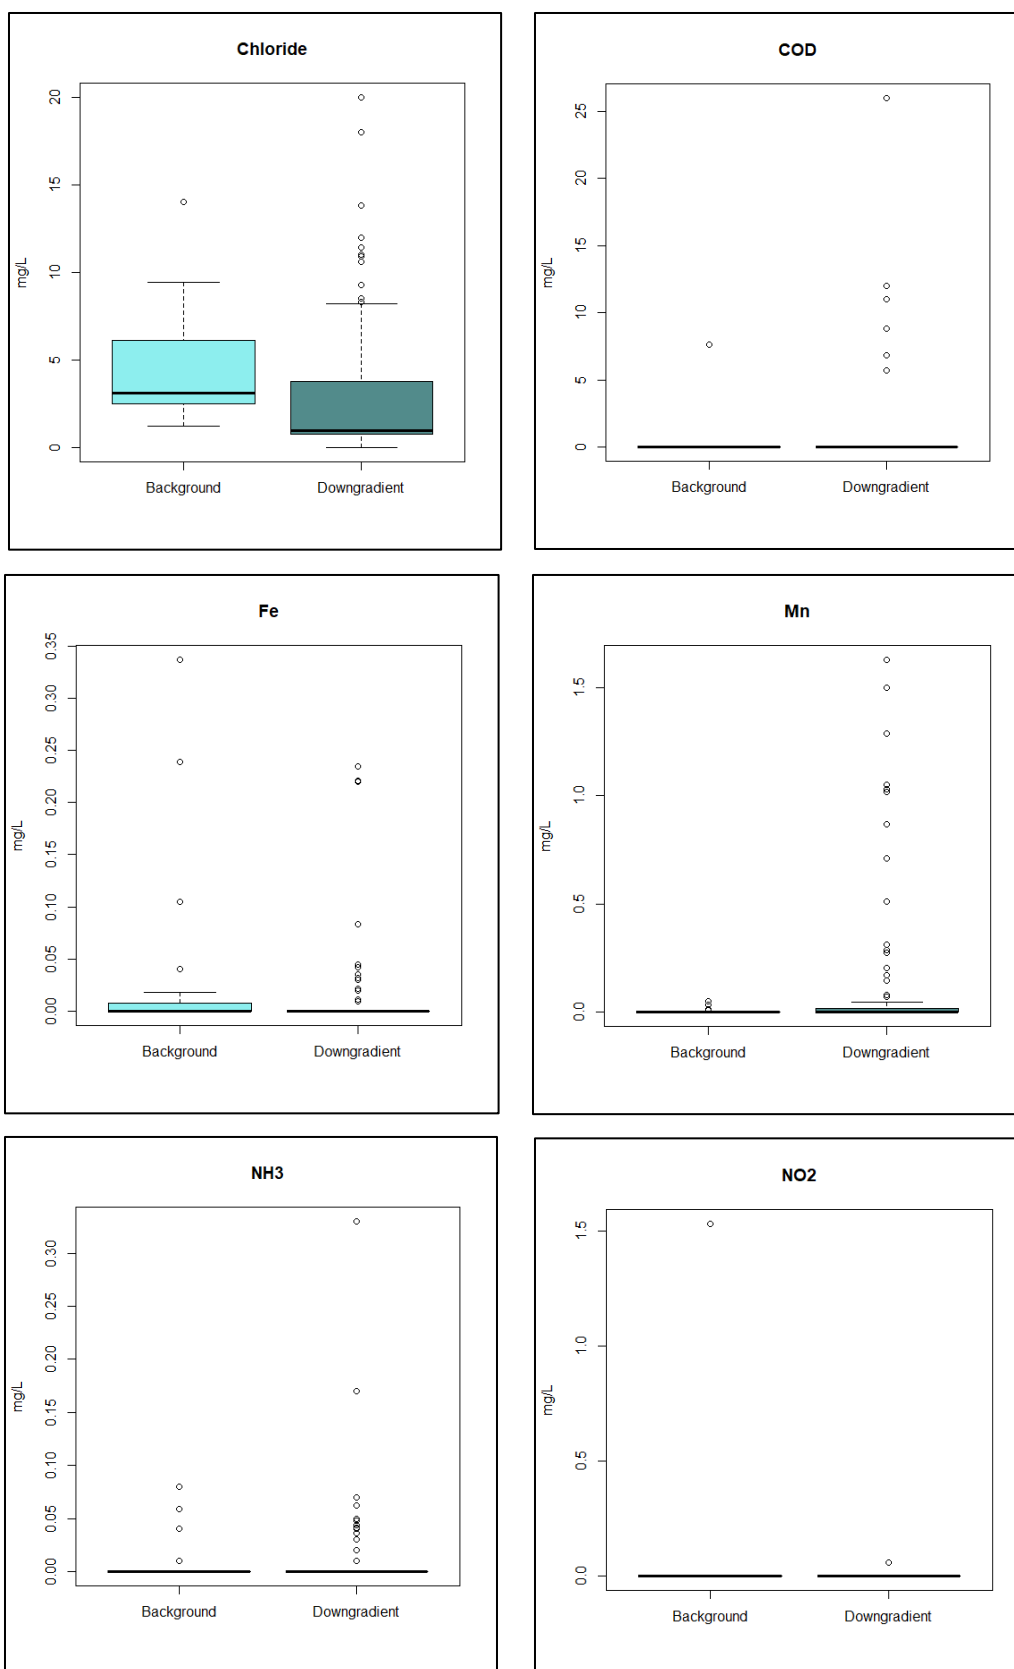 Chloride
mg/L
20
15
10
5
0
Background Downgradient
COD
mg/L
25
20
15
10
5
0
Background Downgradient
Fe
mg/L
0.35
0.30
0.25
0.20
0.15
0.10
0.05
0.00
Background Downgradient
Mn
mg/L
1.5
1.0
0.5
0.0
Background Downgradient
NH3
mg/L
0.30
0.25
0.20
0.15
0.10
0.05
0.00
Background Downgradient
NO2
mg/L
1.5
1.0
0.5
0.0
Background Downgradient